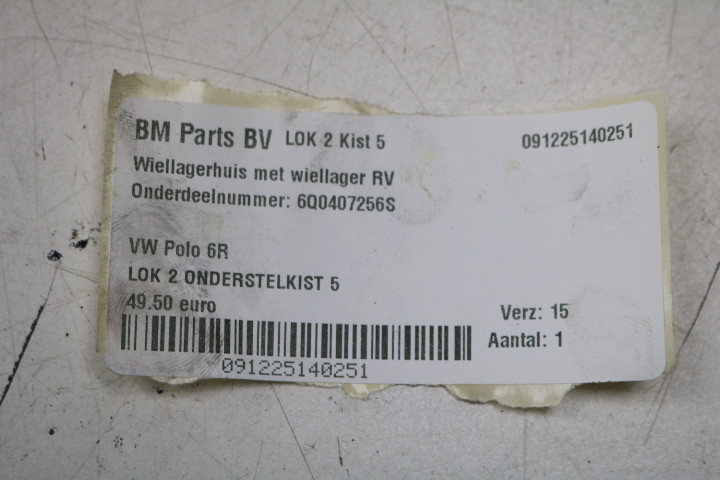 BM Parts BV LOK 2 Kist 5 091225140251
Wiellagerhuis met wiellager RV
Onderdeelnummer: 6Q0407256S
VW Polo 6R
LOK 2 ONDERSTELKIST 5
49.50 euro Verz: 15
Aantal: 1
091225140251